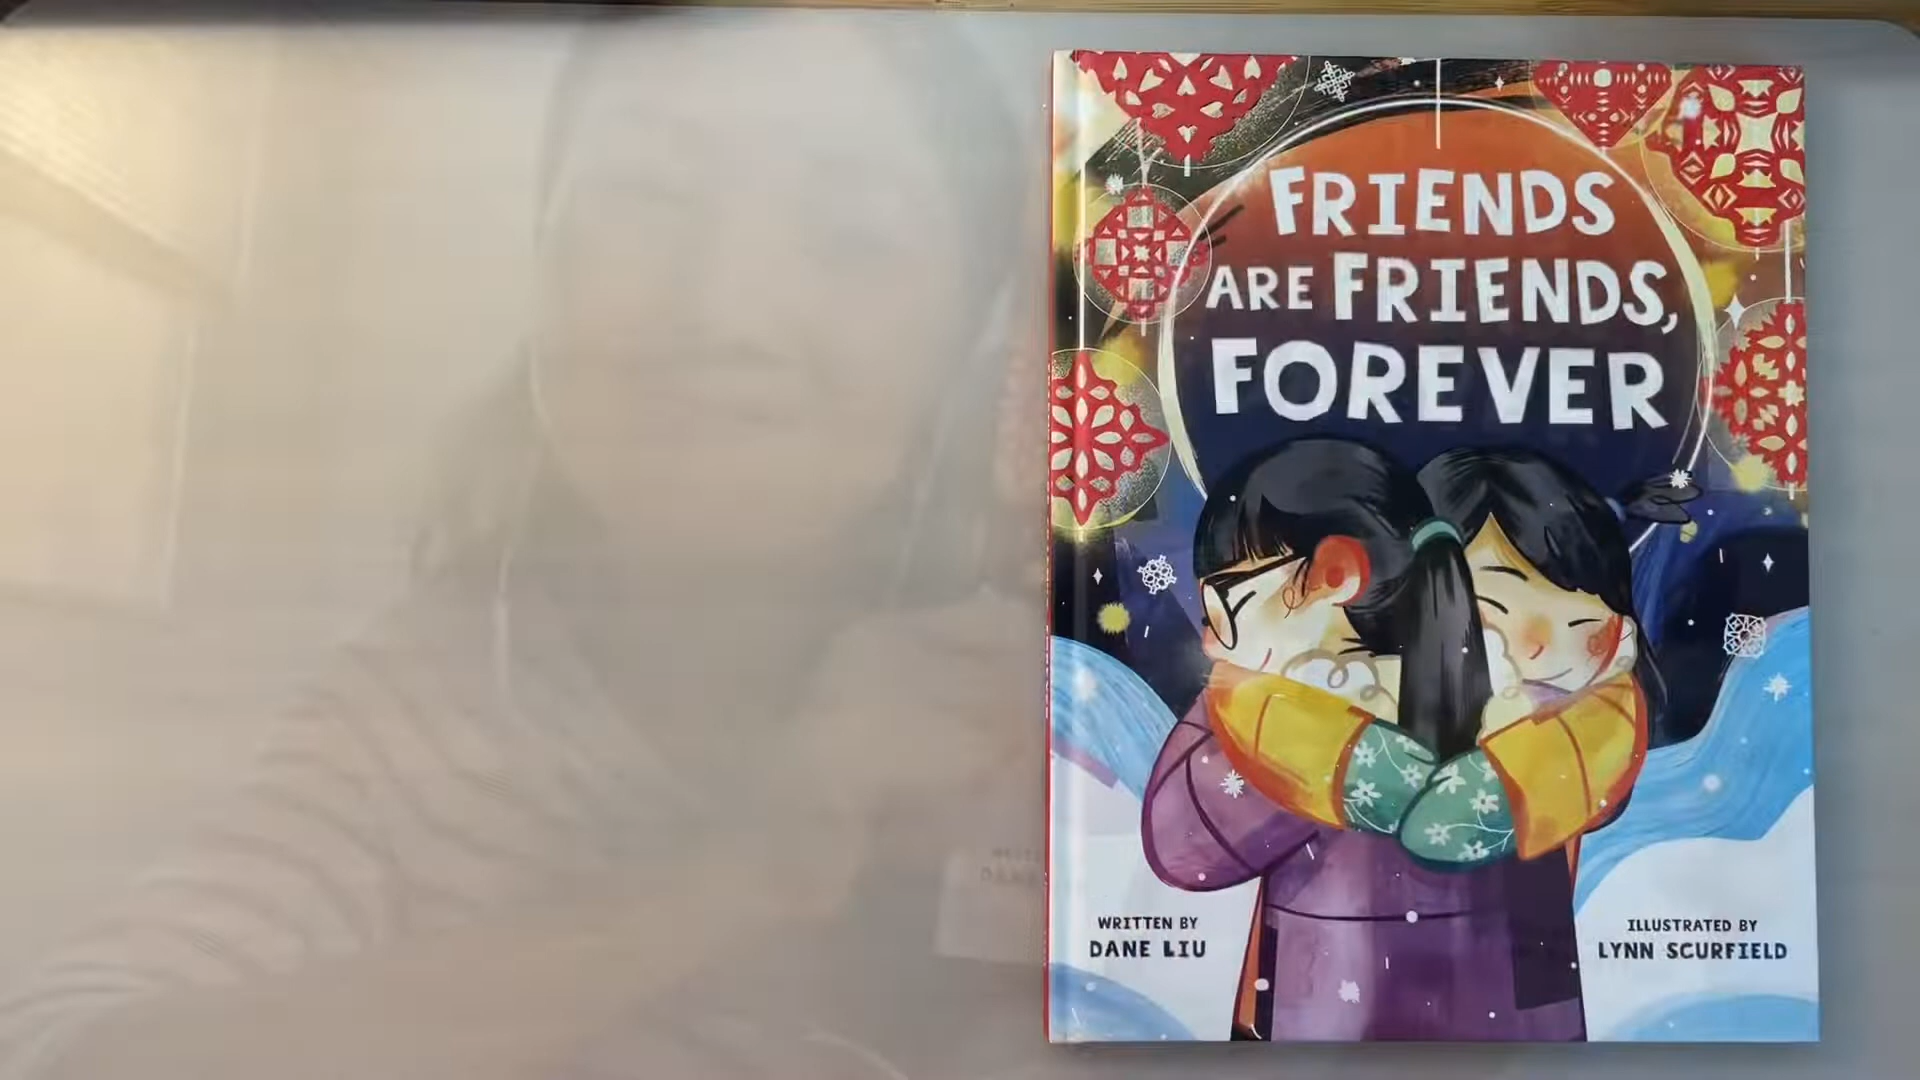 FRIENDS
ARE FRIENDS,
FOREVER
WRITTEN BY
DANE LIU
ILLUSTRATED BY
LYNN SCURFIELD